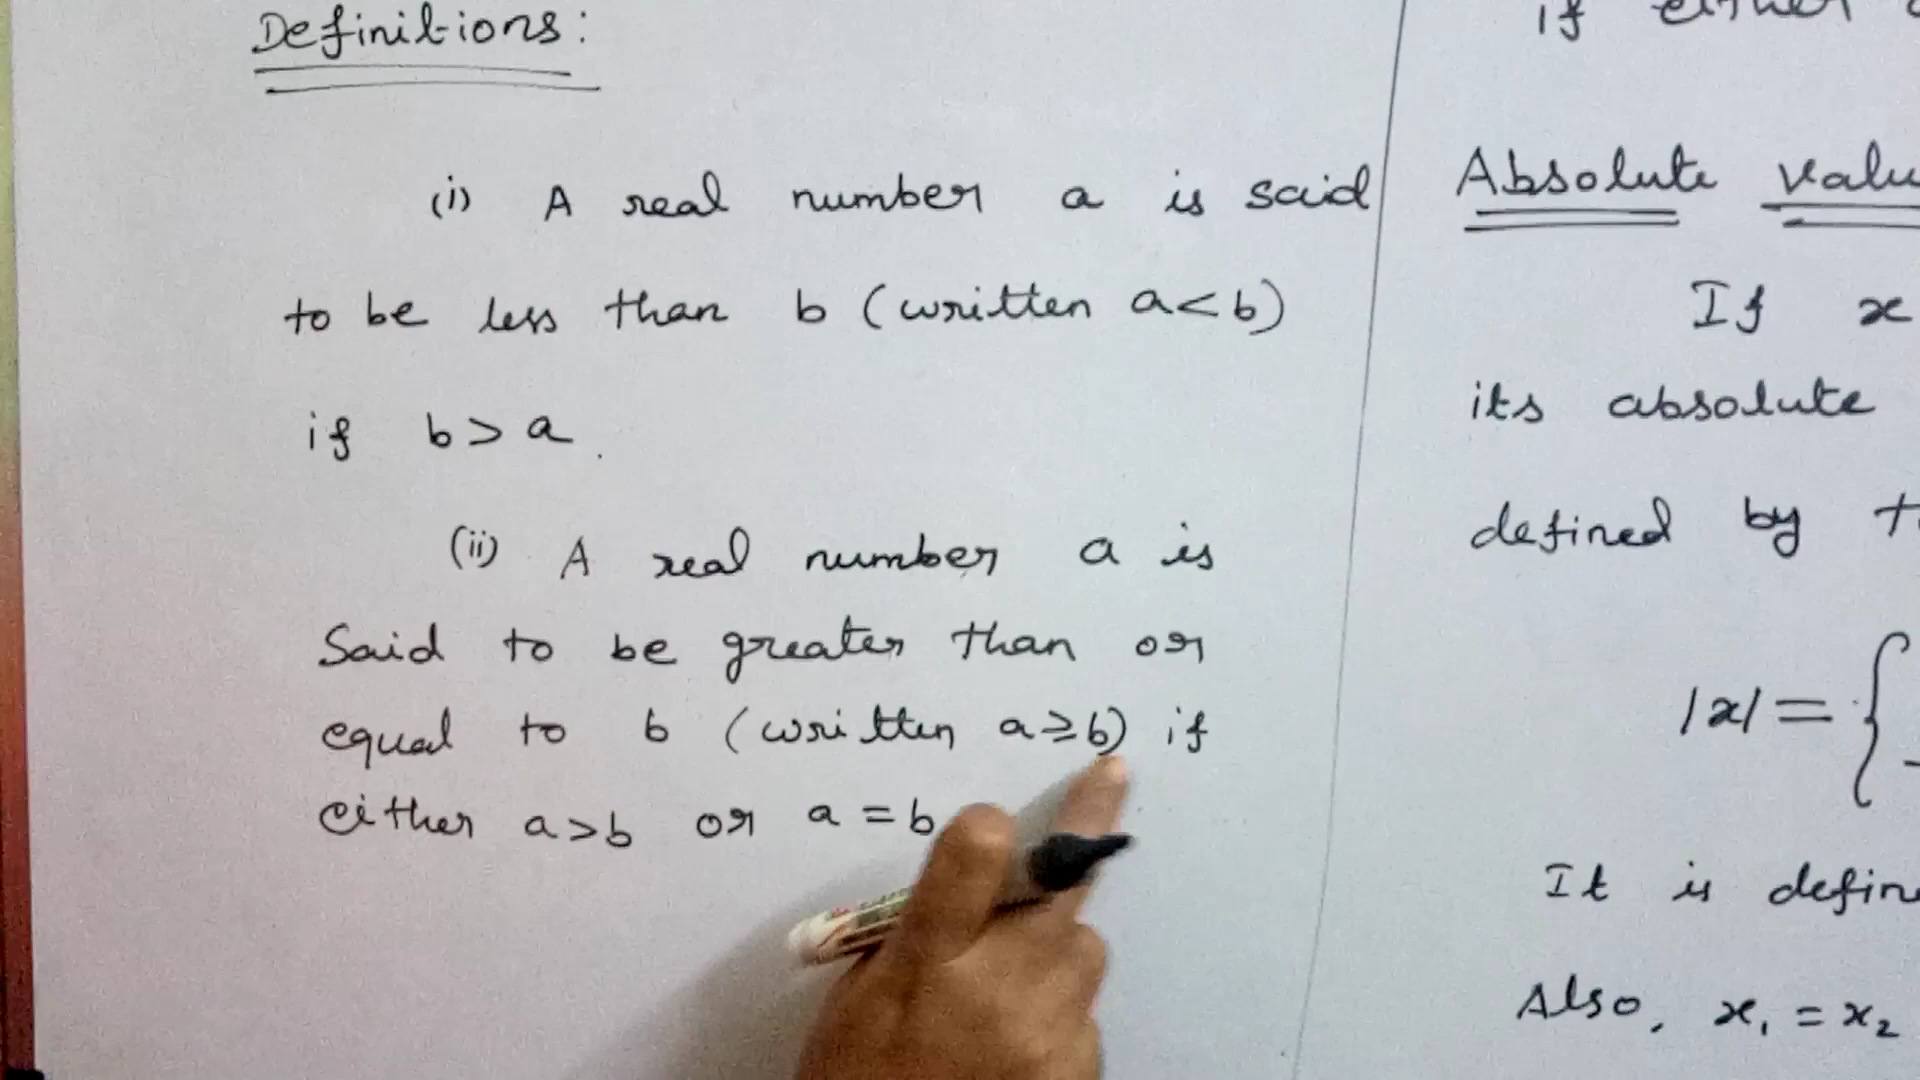 Definitions:
(i) A real number a is said
to be less than b (written a<b)
if b>a.
(ii) A real number a is
Said to be greater than or
equal to b (written a≥b) if
either a>b or a=b
if either
Absolute
If x
its absolute
defined by
|x| = {
It is
Also, x₁ = x₂